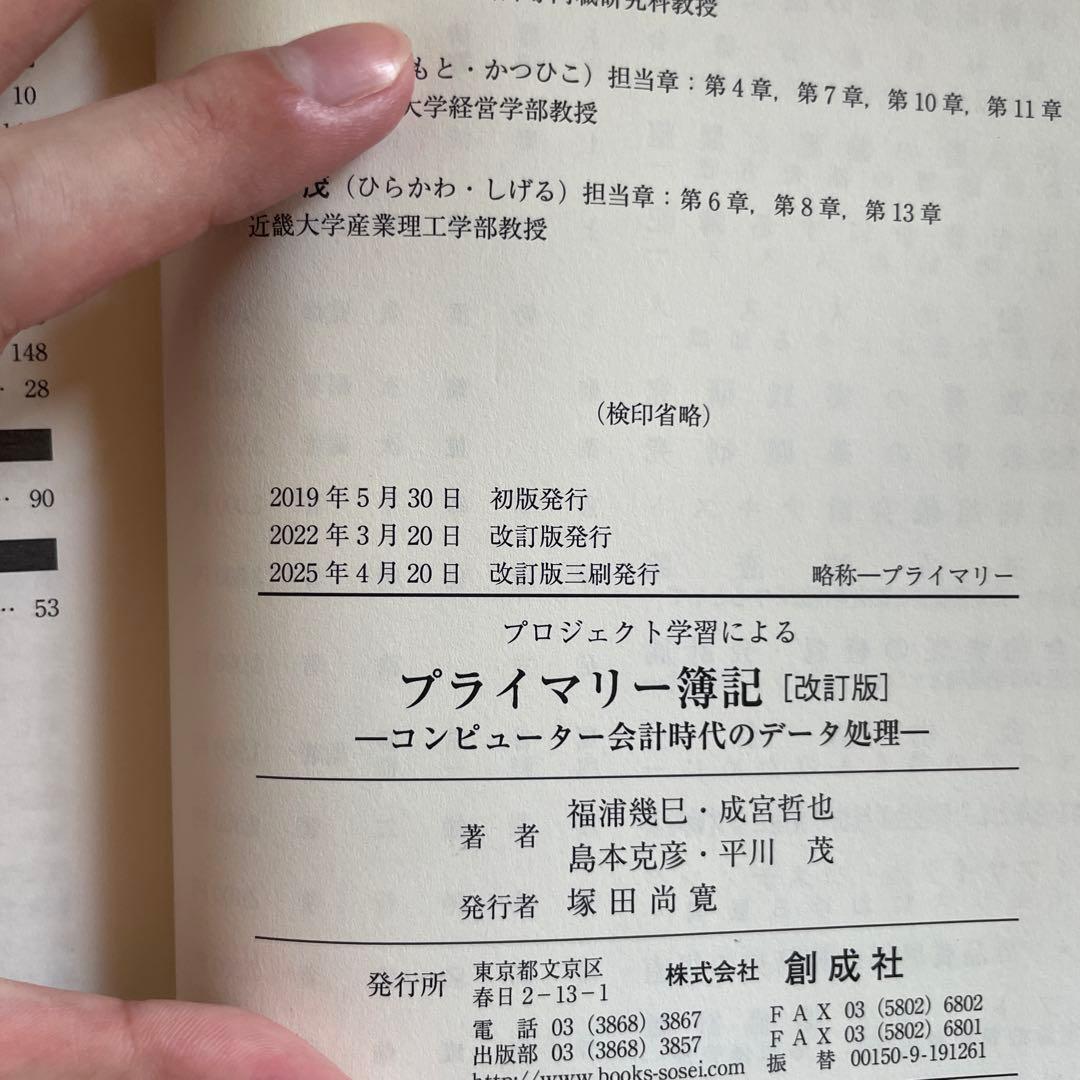 研究科教授
もと・かつひこ）担当章：第4章，第7章，第10章，第11章
大学経営学部教授
茂（ひらかわ・しげる）担当章：第6章，第8章，第13章
近畿大学産業理工学部教授
10
148
28
90
53
（検印省略）
2019年5月30日 初版発行
2022年3月20日 改訂版発行
2025年4月20日 改訂版三刷発行 略称―プライマリー
プロジェクト学習による
プライマリー簿記［改訂版］
―コンピューター会計時代のデータ処理―
著 者 福浦幾巳・成宮哲也
島本克彦・平川 茂
発行者 塚田尚寛
発行所 東京都文京区 株式会社 創成社
春日2−13−1
電 話 03（3868）3867 ＦＡＸ 03（5802）6802
出版部 03（3868）3857 ＦＡＸ 03（5802）6801
http://www.books-sosei.com 振 替 00150-9-191261